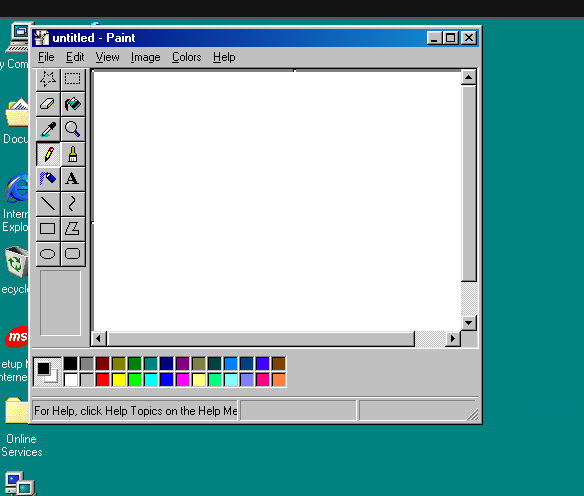 untitled - Paint
File Edit View Image Colors Help
y Com
Docu
Intern
Explo
ecycl
ms
etup M
nterne
Online
Services
A
For Help, click Help Topics on the Help Me